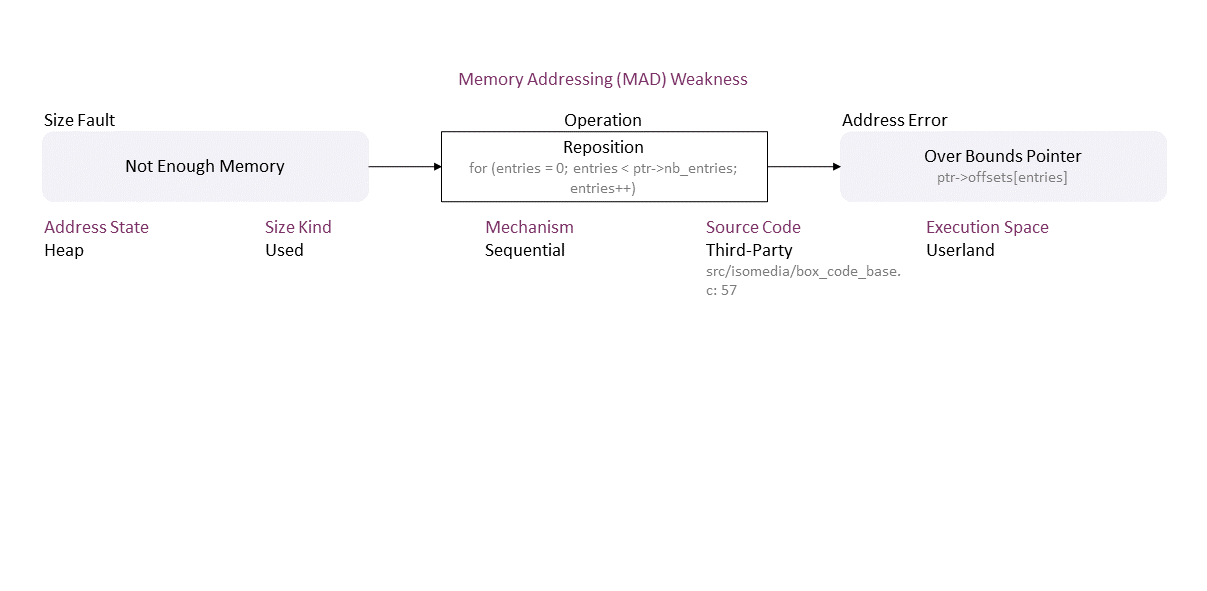 Memory Addressing (MAD) Weakness
Size Fault
Operation
Address Error
Not Enough Memory
Reposition
for (entries = 0; entries < ptr->nb_entries;
entries++)
Over Bounds Pointer
ptr->offsets[entries]
Address State
Heap
Size Kind
Used
Mechanism
Sequential
Source Code
Third-Party
src/isomedia/box_code_base.
c: 57
Execution Space
Userland